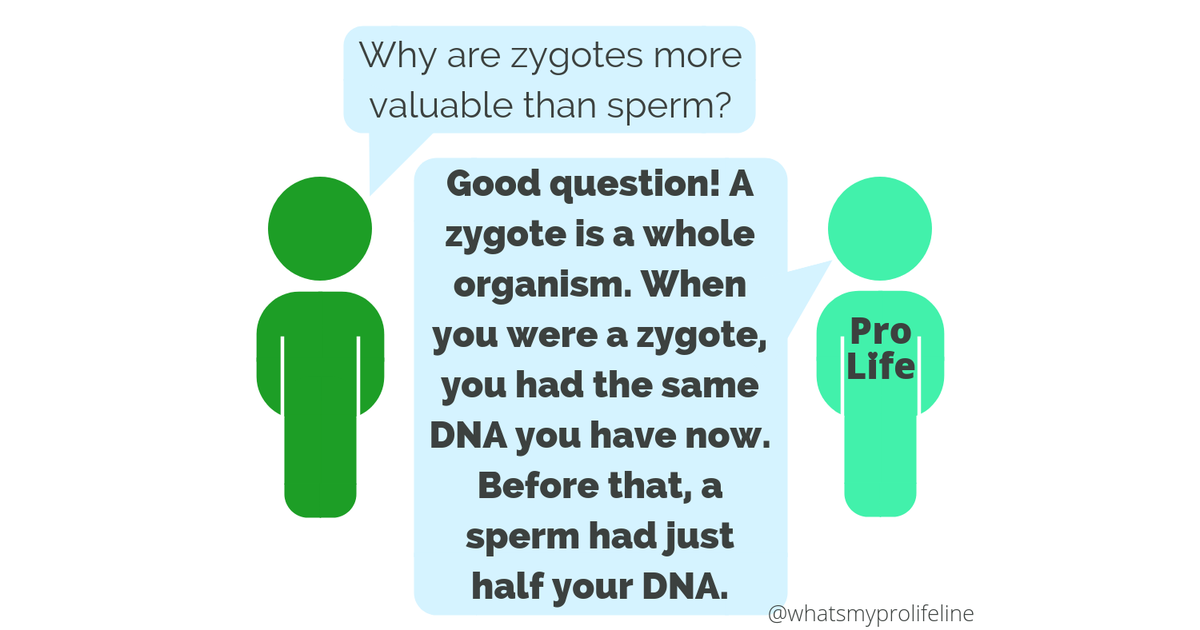 Why are zygotes more
valuable than sperm?
Good question! A
zygote is a whole
organism. When
you were a zygote,
you had the same
DNA you have now.
Before that, a
sperm had just
half your DNA.
Pro
Life
@whatsmyprolifeline